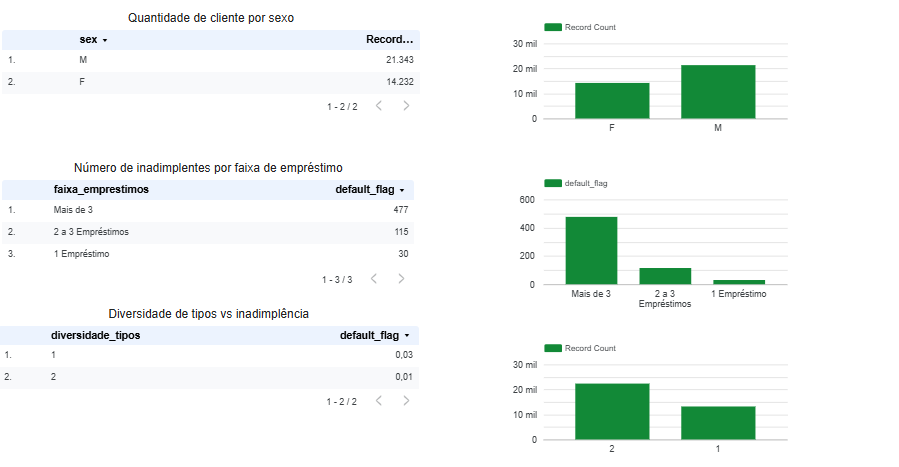 Quantidade de cliente por sexo
sex Record...
1. M 21.343
2. F 14.232
1 - 2 / 2
Record Count
30 mil
20 mil
10 mil
0
F M
Número de inadimplentes por faixa de empréstimo
faixa_emprestimos default_flag
1. Mais de 3 477
2. 2 a 3 Empréstimos 115
3. 1 Empréstimo 30
1 - 3 / 3
default_flag
600
400
200
0
Mais de 3 2 a 3 1 Empréstimo
Empréstimos
Diversidade de tipos vs inadimplência
diversidade_tipos default_flag
1. 1 0,03
2. 2 0,01
1 - 2 / 2
Record Count
30 mil
20 mil
10 mil
0
2 1